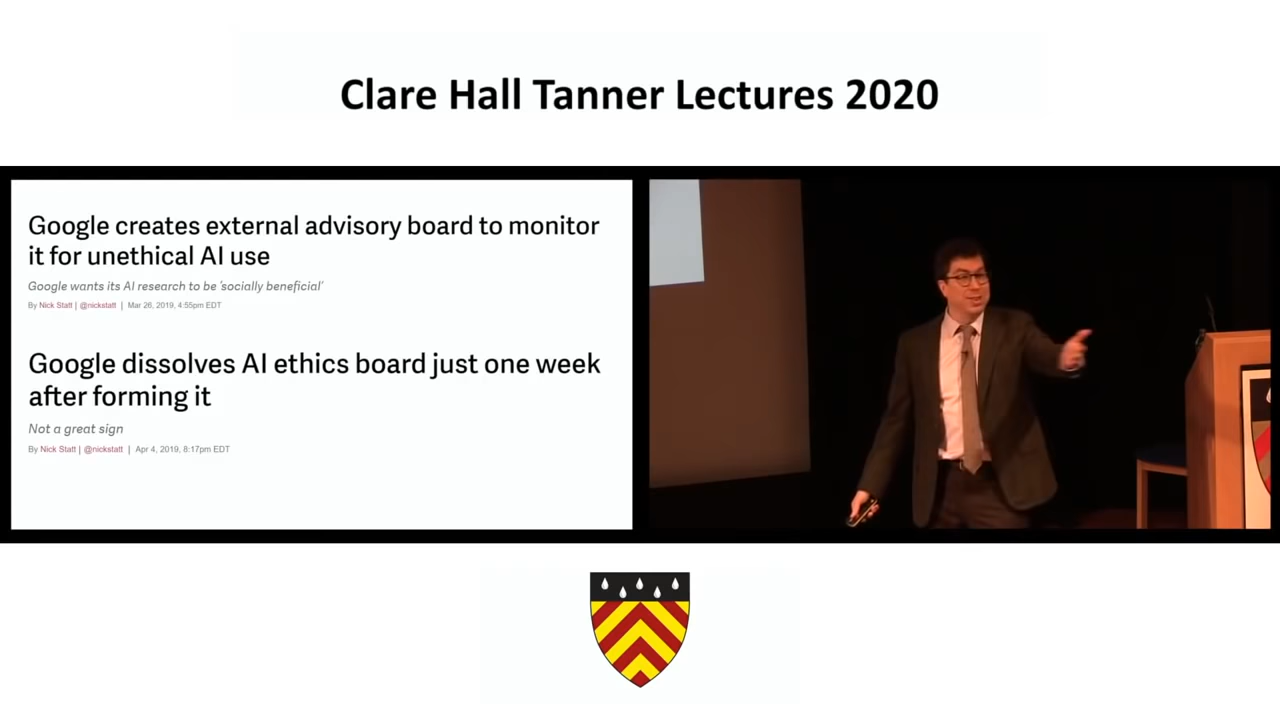 Clare Hall Tanner Lectures 2020
Google creates external advisory board to monitor
it for unethical AI use
Google wants its AI research to be 'socially beneficial'
By Nick Statt | @nickstatt | Mar 26, 2019, 4:55pm EDT
Google dissolves AI ethics board just one week
after forming it
Not a great sign
By Nick Statt | @nickstatt | Apr 4, 2019, 8:17pm EDT